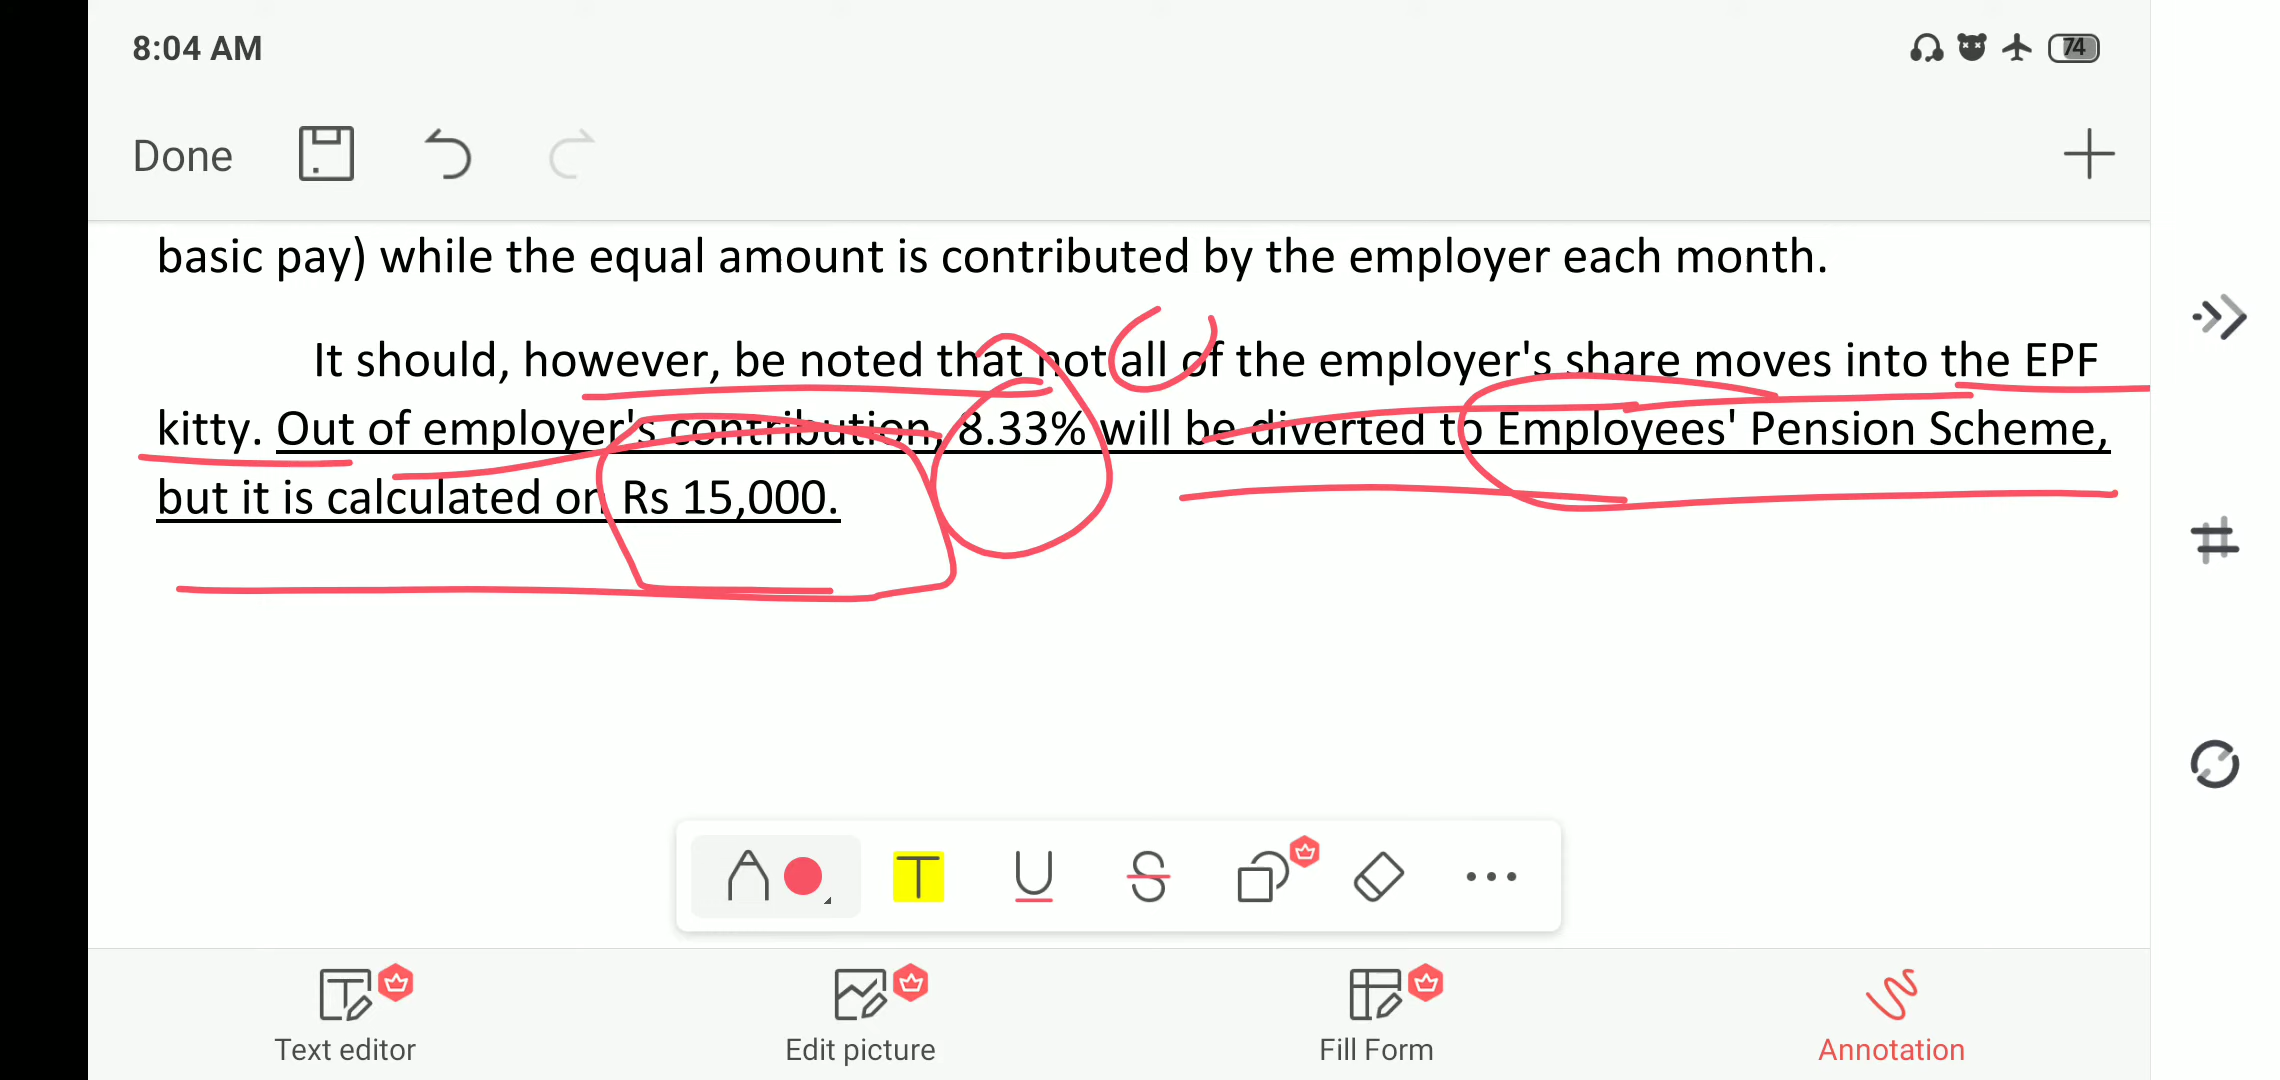 8:04 AM
74
Done
basic pay) while the equal amount is contributed by the employer each month.
It should, however, be noted that not all of the employer's share moves into the EPF
kitty. Out of employer's contribution, 8.33% will be diverted to Employees' Pension Scheme,
but it is calculated on Rs 15,000.
T U S
Text editor Edit picture Fill Form Annotation